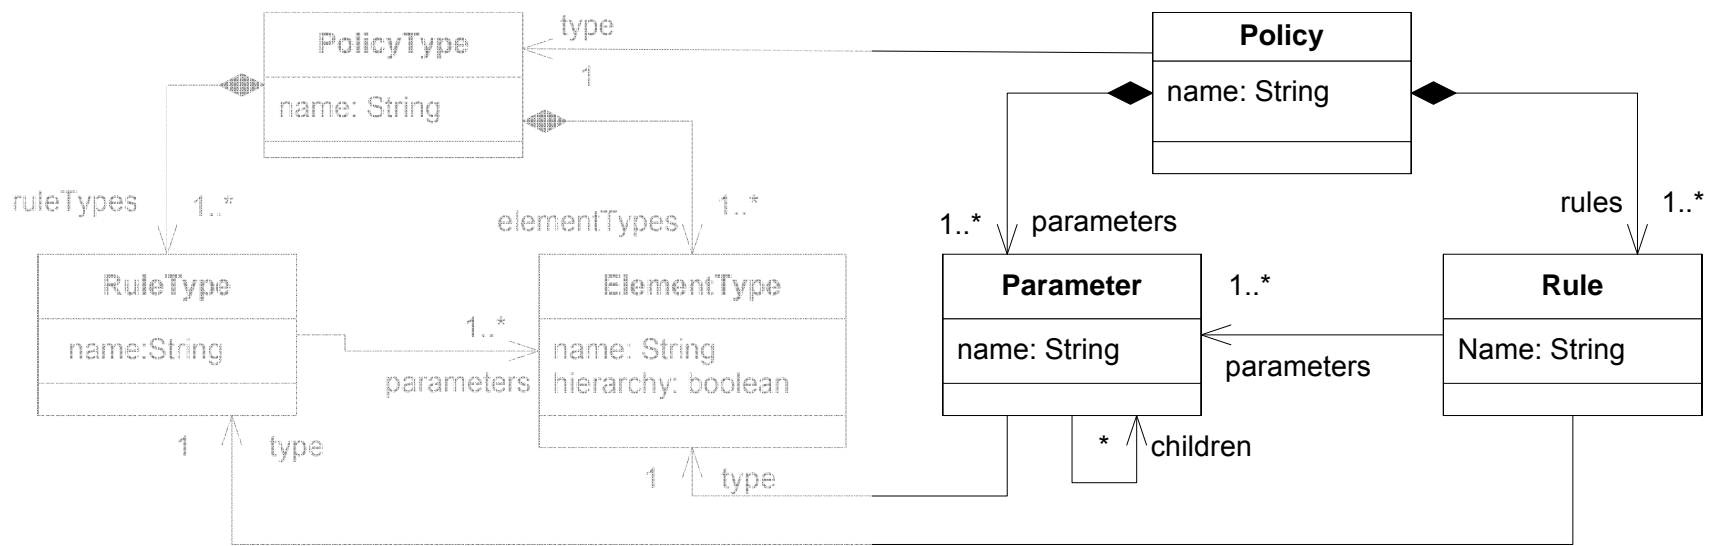 PolicyType
name: String
type
1
Policy
name: String
ruleTypes
1..*
elementTypes
1..*
1..*
parameters
rules
1..*
RuleType
name:String
1..*
parameters
ElementType
name: String
hierarchy: boolean
Parameter
name: String
1..*
parameters
Rule
Name: String
1
type
1
type
*
children